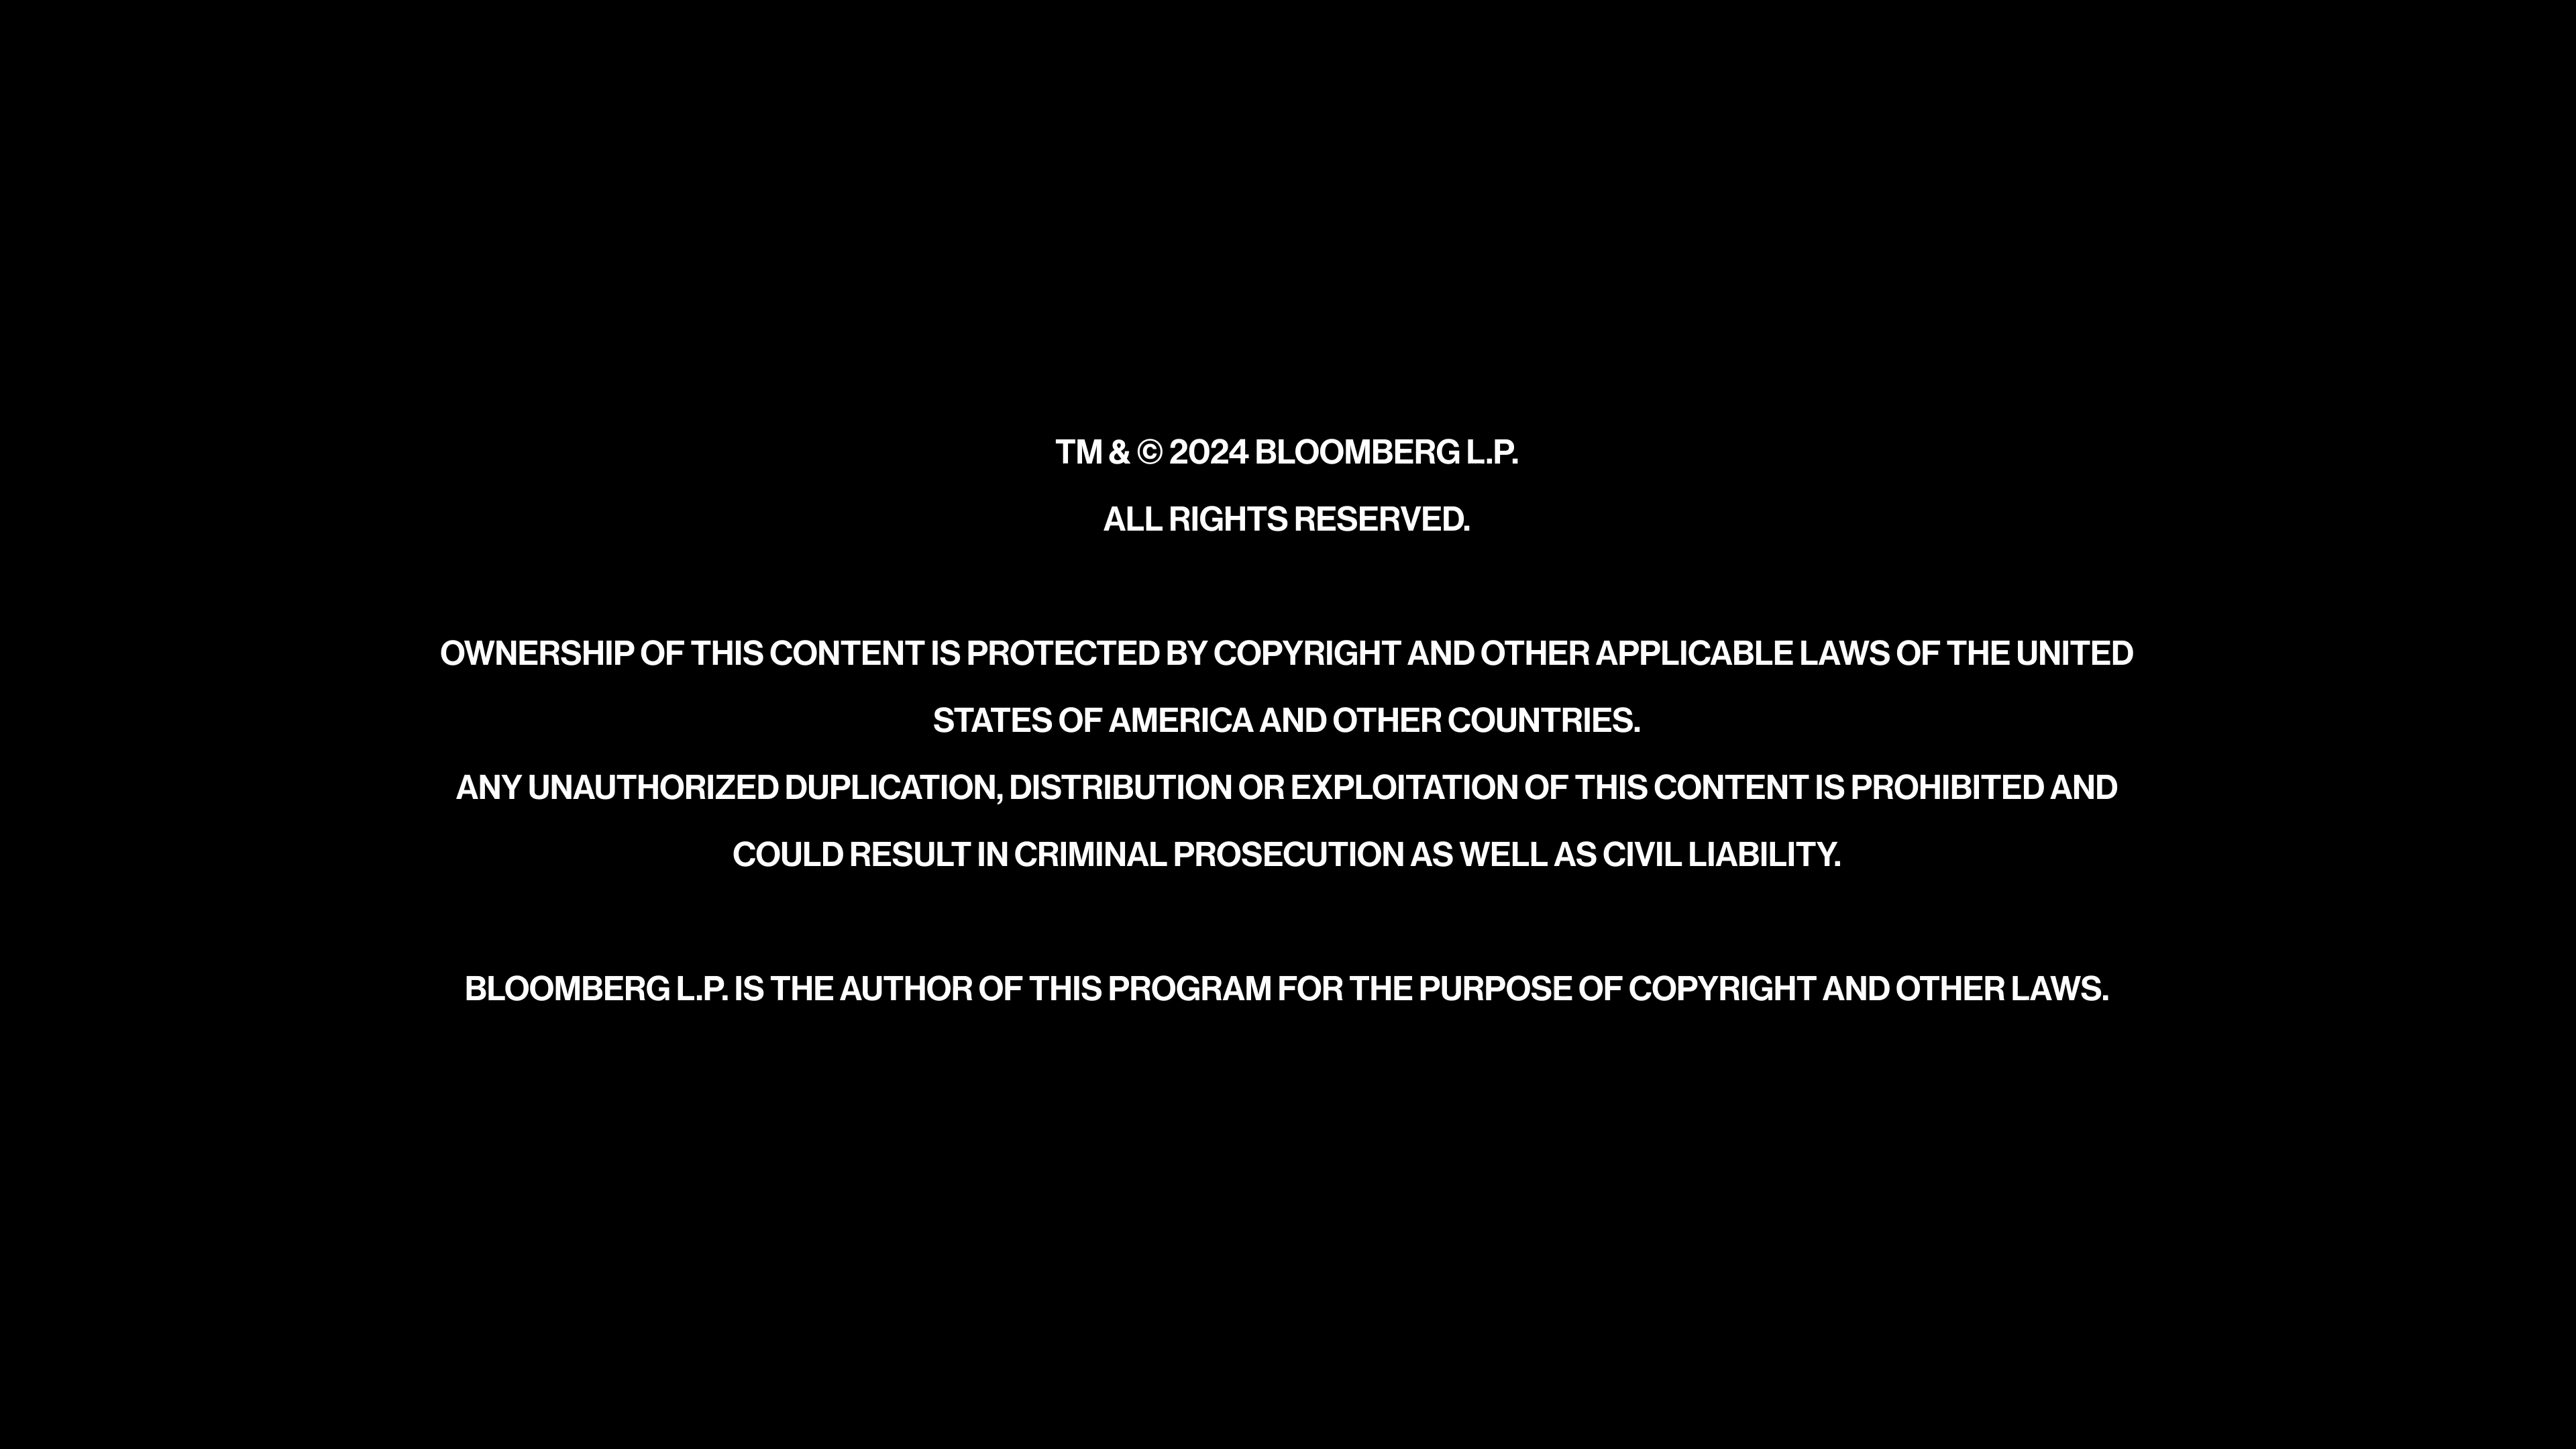 TM & © 2024 BLOOMBERG L.P.
ALL RIGHTS RESERVED.
OWNERSHIP OF THIS CONTENT IS PROTECTED BY COPYRIGHT AND OTHER APPLICABLE LAWS OF THE UNITED
STATES OF AMERICA AND OTHER COUNTRIES.
ANY UNAUTHORIZED DUPLICATION, DISTRIBUTION OR EXPLOITATION OF THIS CONTENT IS PROHIBITED AND
COULD RESULT IN CRIMINAL PROSECUTION AS WELL AS CIVIL LIABILITY.
BLOOMBERG L.P. IS THE AUTHOR OF THIS PROGRAM FOR THE PURPOSE OF COPYRIGHT AND OTHER LAWS.